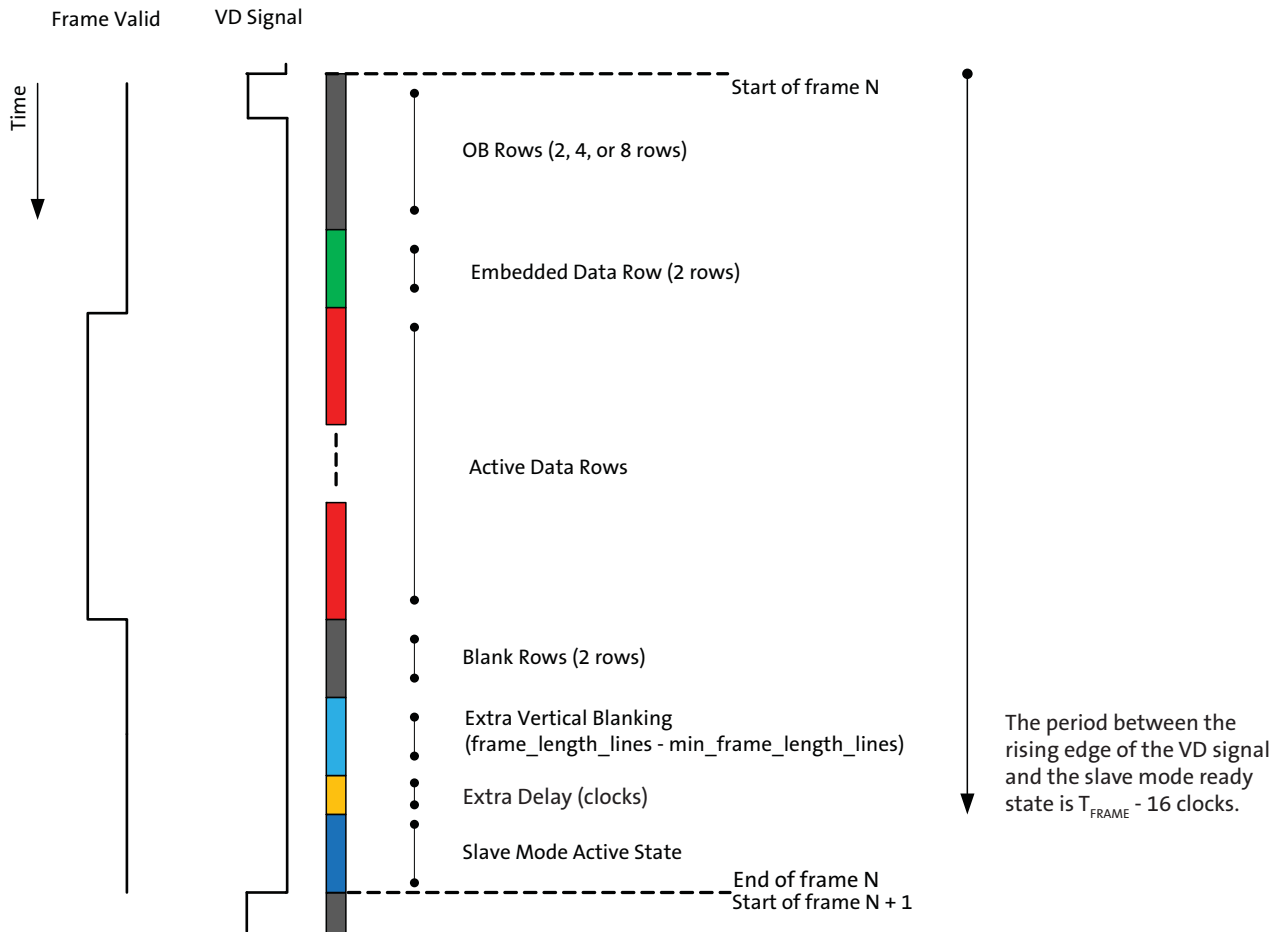 Frame Valid
VD Signal
Time
Start of frame N
OB Rows (2, 4, or 8 rows)
Embedded Data Row (2 rows)
Active Data Rows
Blank Rows (2 rows)
Extra Vertical Blanking
(frame_length_lines - min_frame_length_lines)
Extra Delay (clocks)
Slave Mode Active State
End of frame N
Start of frame N + 1
The period between the
rising edge of the VD signal
and the slave mode ready
state is TFRAME - 16 clocks.